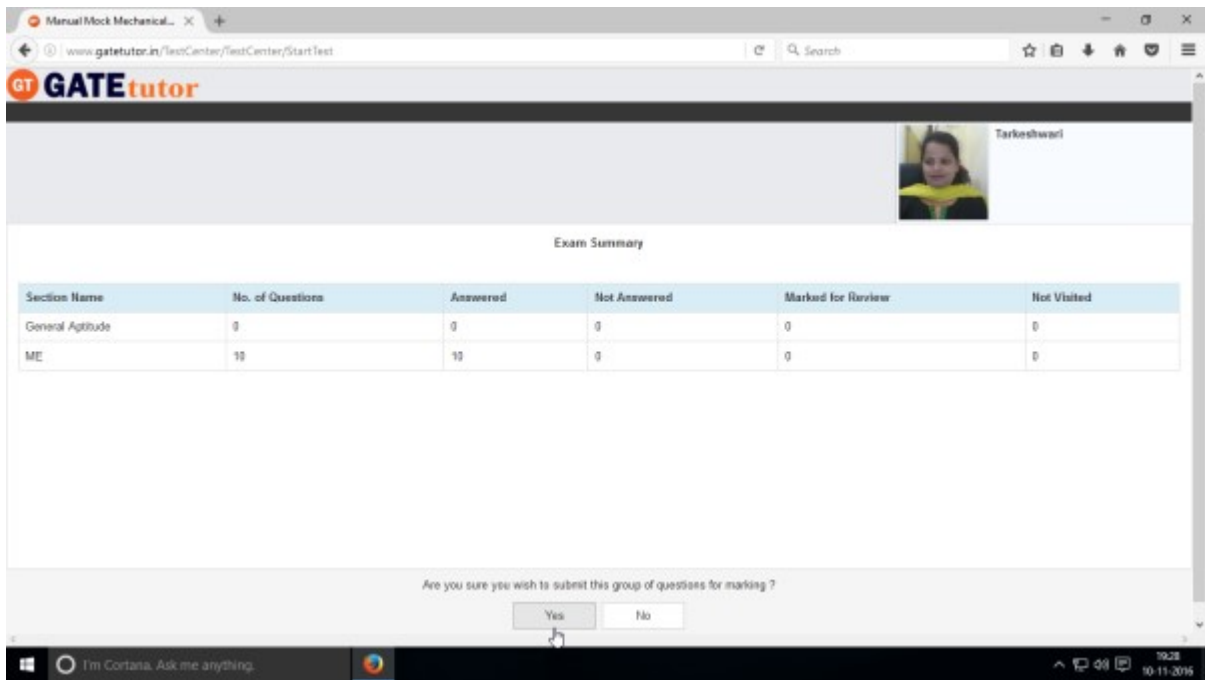 Manual Mock Mechanical...
www.gatetutor.in/TestCenter/TestCenter/StartTest
Search
GT GATEtutor
Tarkeshwari
Exam Summary
Section Name No. of Questions Answered Not Answered Marked for Review Not Visited
General Aptitude 0 0 0 0 0
ME 10 10 0 0 0
Are you sure you wish to submit this group of questions for marking ?
Yes No
I'm Cortana. Ask me anything.
19:28
10-11-2016